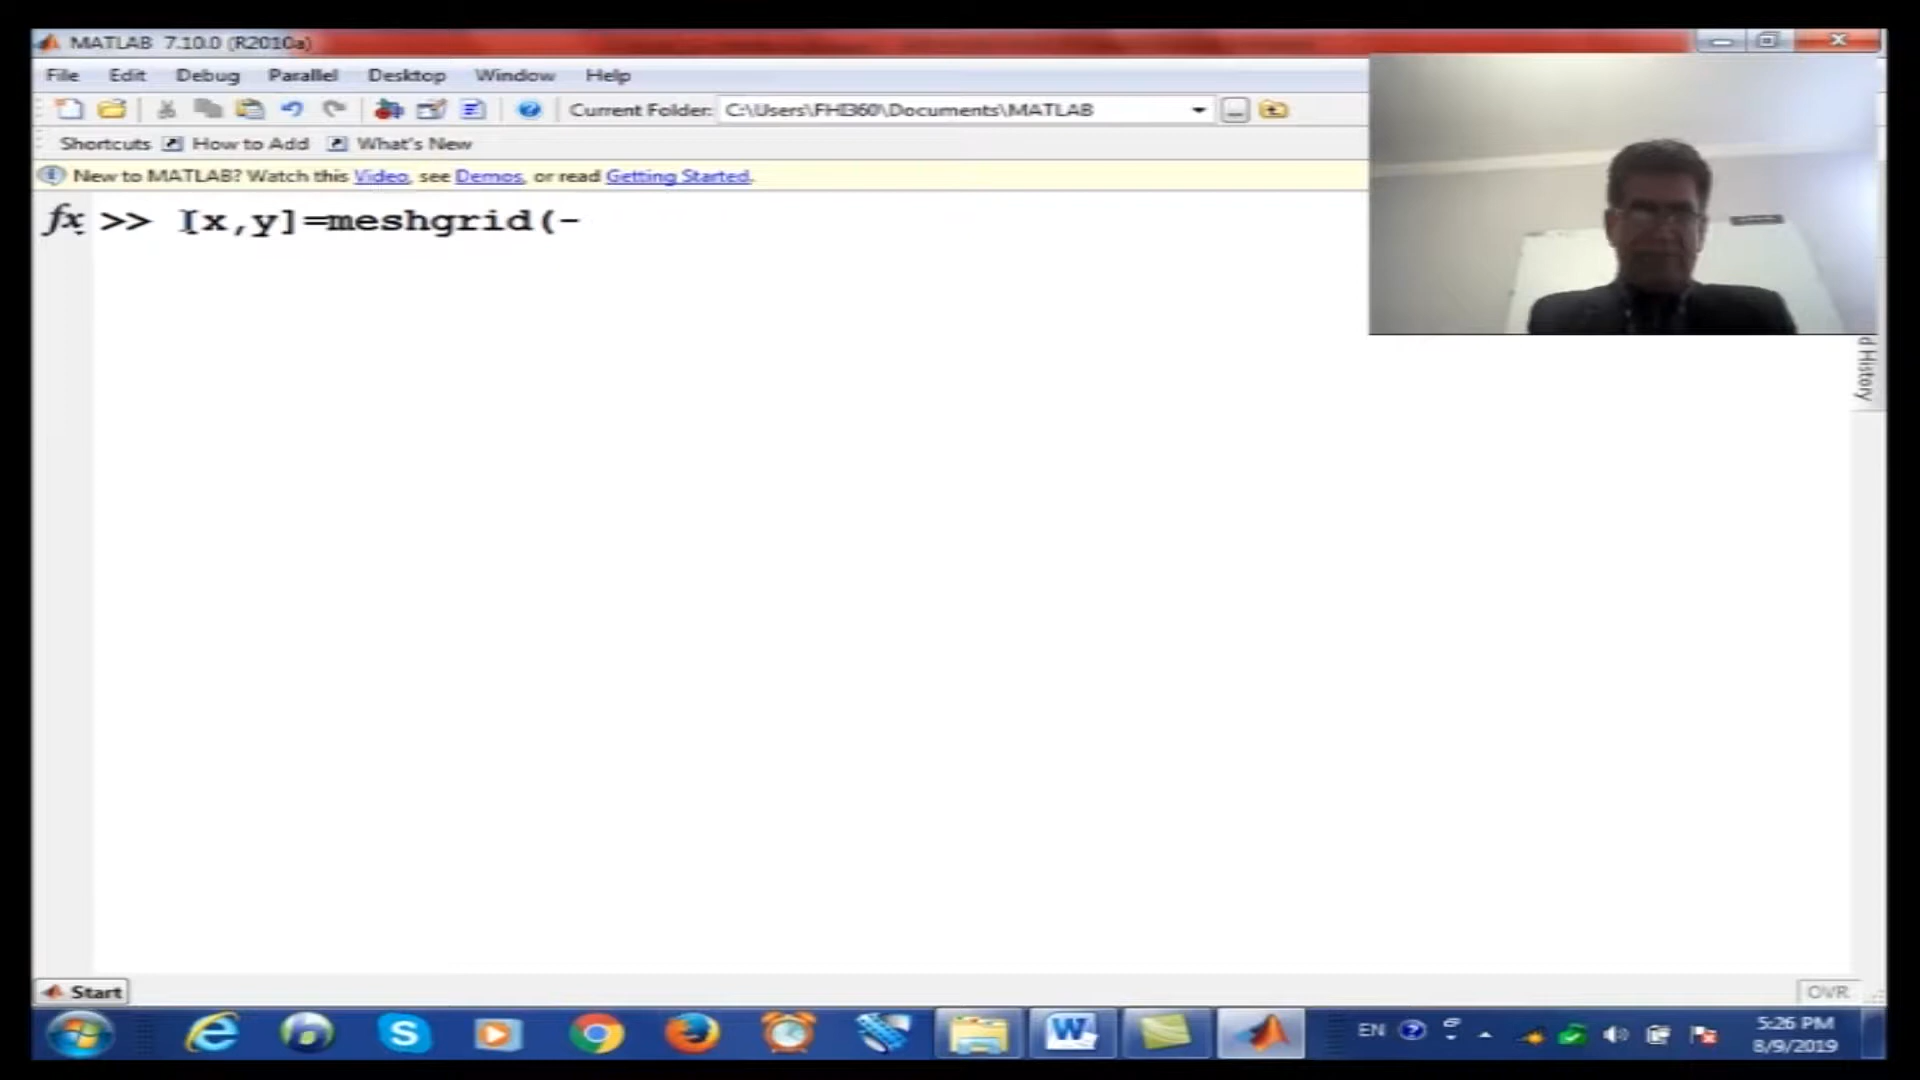 MATLAB 7.10.0 (R2010a)
File Edit Debug Parallel Desktop Window Help
Current Folder: C:\Users\FHI360\Documents\MATLAB
Shortcuts How to Add What's New
New to MATLAB? Watch this Video, see Demos, or read Getting Started.
fx >> [x,y]=meshgrid(-
d History
Start
OVR
EN
5:26 PM
8/9/2019